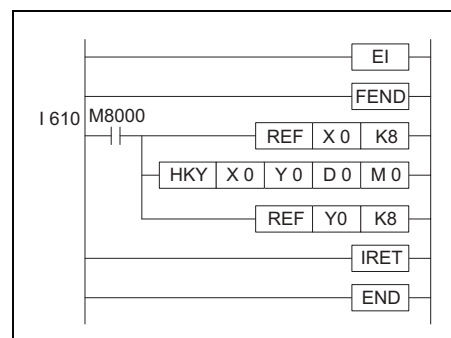 EI
FEND
I 610 M8000 REF X 0 K8
HKY X 0 Y 0 D 0 M 0
REF Y0 K8
IRET
END